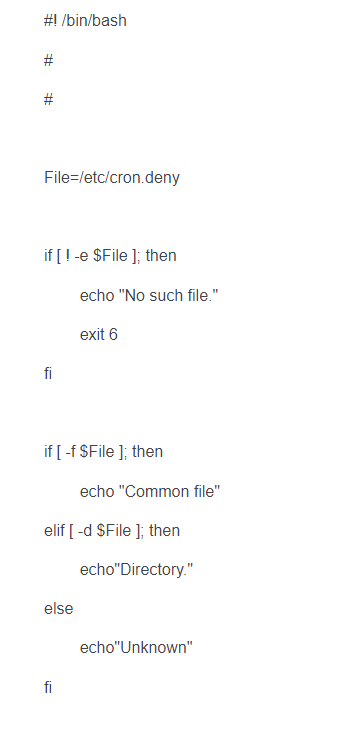 #! /bin/bash
#
#
File=/etc/cron.deny
if [ ! -e $File ]; then
echo "No such file."
exit 6
fi
if [ -f $File ]; then
echo "Common file"
elif [ -d $File ]; then
echo"Directory."
else
echo"Unknown"
fi